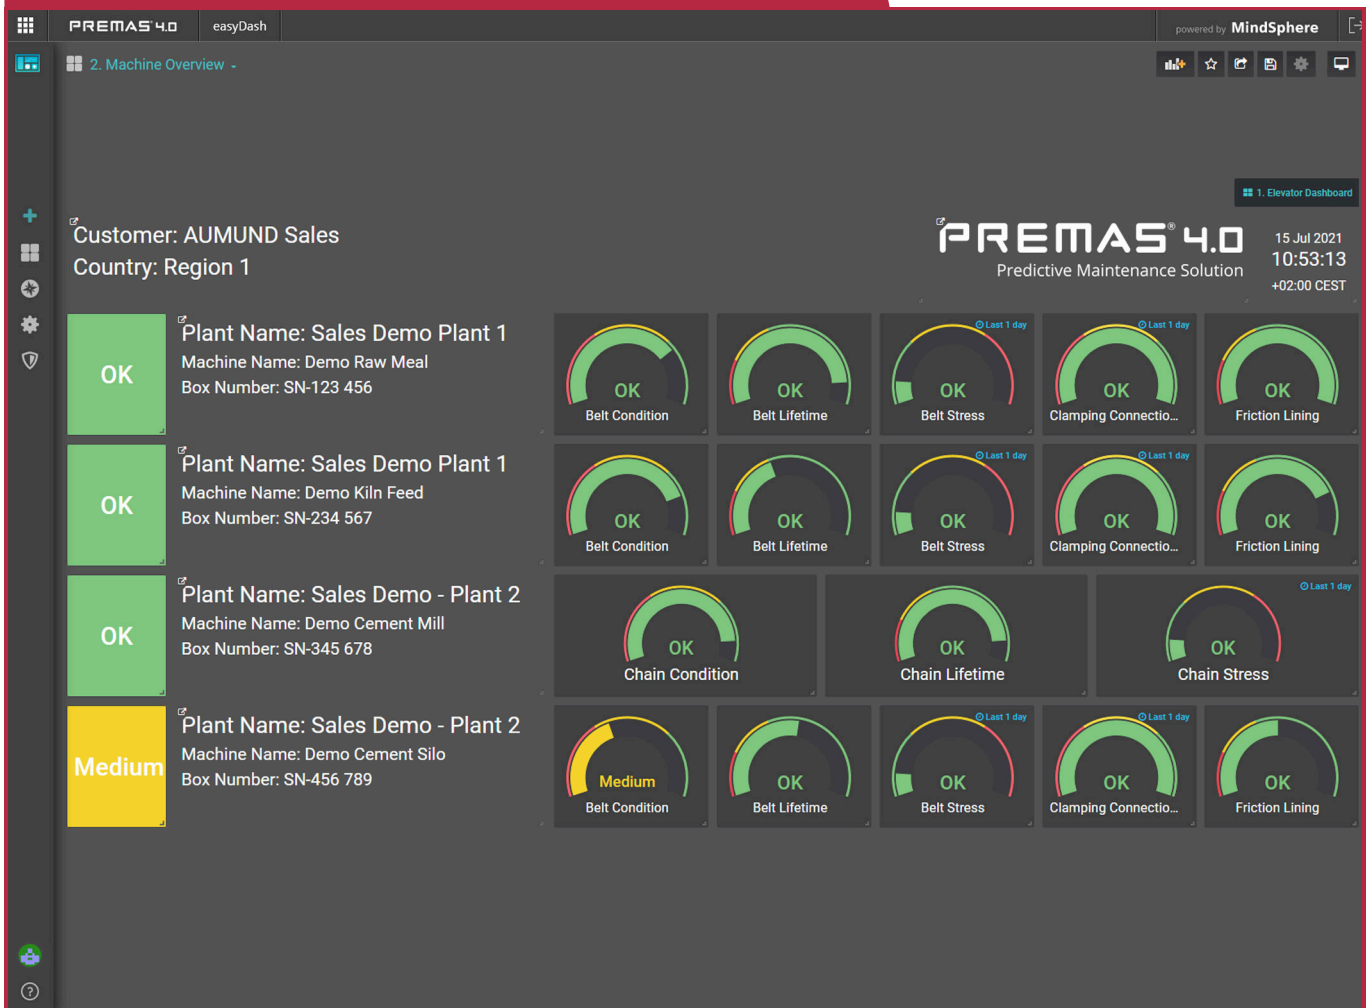 PREMAS 4.0
easyDash
powered by MindSphere
2. Machine Overview
1. Elevator Dashboard
Customer: AUMUND Sales
Country: Region 1
PREMAS® 4.0
Predictive Maintenance Solution
15 Jul 2021
10:53:13
+02:00 CEST
OK
Plant Name: Sales Demo Plant 1
Machine Name: Demo Raw Meal
Box Number: SN-123 456
OK
Belt Condition
OK
Belt Lifetime
Last 1 day
OK
Belt Stress
Last 1 day
OK
Clamping Connectio...
OK
Friction Lining
OK
Plant Name: Sales Demo Plant 1
Machine Name: Demo Kiln Feed
Box Number: SN-234 567
OK
Belt Condition
OK
Belt Lifetime
Last 1 day
OK
Belt Stress
Last 1 day
OK
Clamping Connectio...
OK
Friction Lining
OK
Plant Name: Sales Demo - Plant 2
Machine Name: Demo Cement Mill
Box Number: SN-345 678
OK
Chain Condition
OK
Chain Lifetime
Last 1 day
OK
Chain Stress
Medium
Plant Name: Sales Demo - Plant 2
Machine Name: Demo Cement Silo
Box Number: SN-456 789
Medium
Belt Condition
OK
Belt Lifetime
Last 1 day
OK
Belt Stress
Last 1 day
OK
Clamping Connectio...
OK
Friction Lining